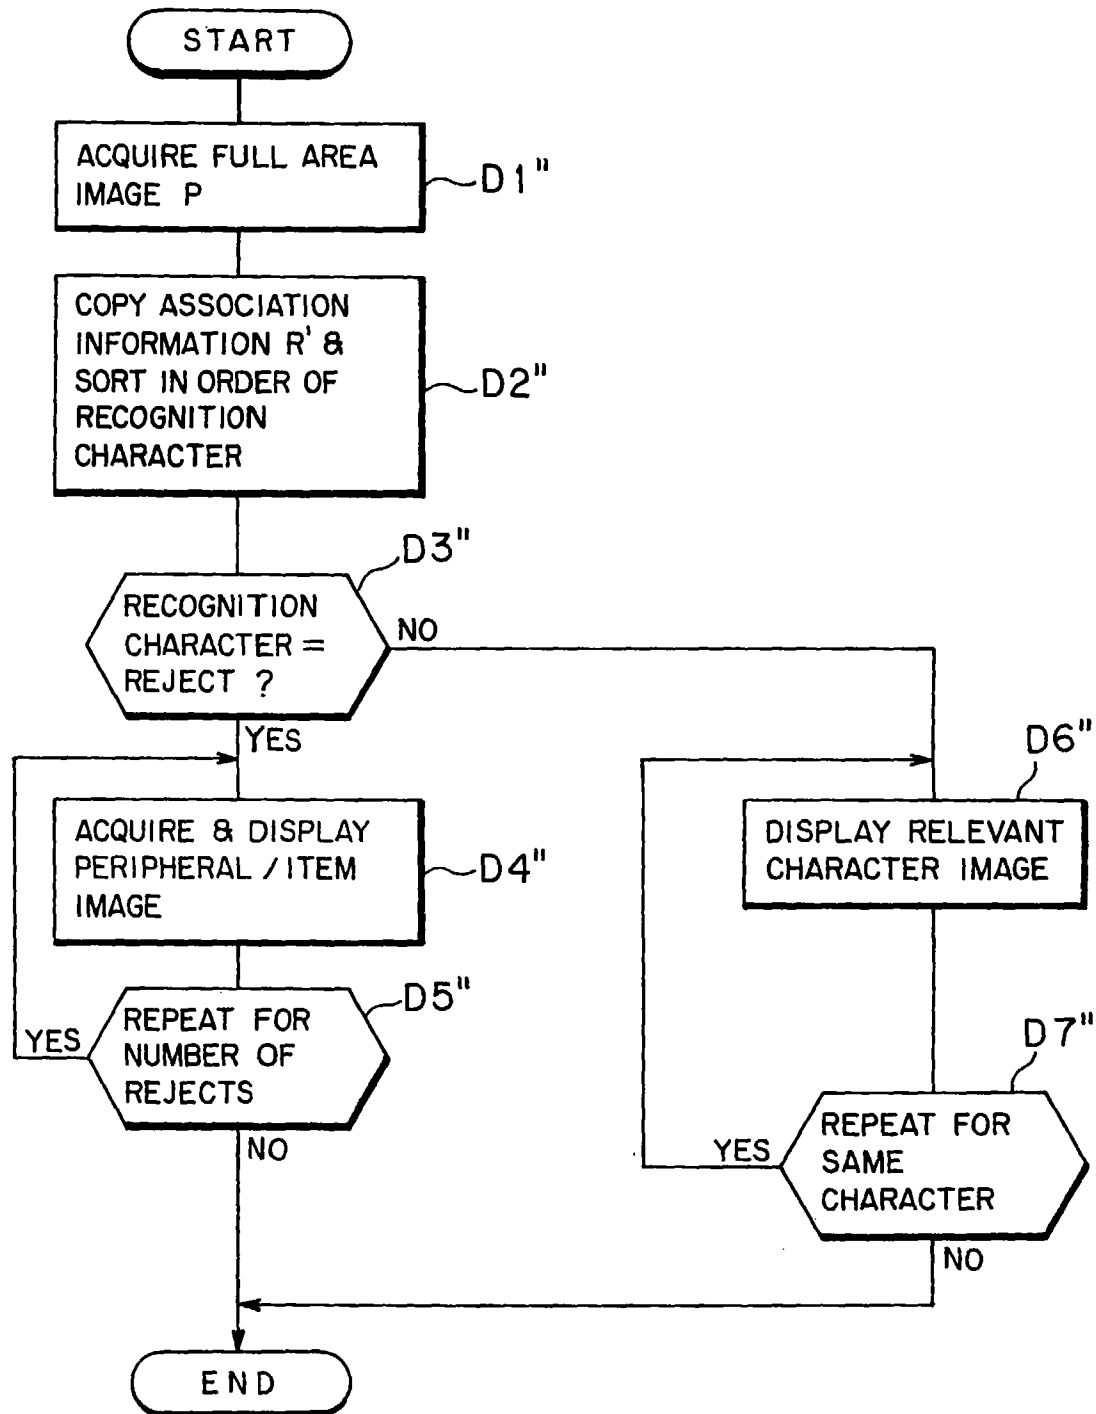 START
ACQUIRE FULL AREA
IMAGE P
D1"
COPY ASSOCIATION
INFORMATION R' &
SORT IN ORDER OF
RECOGNITION
CHARACTER
D2"
D3"
RECOGNITION
CHARACTER =
REJECT ?
NO
YES
ACQUIRE & DISPLAY
PERIPHERAL / ITEM
IMAGE
D4"
D5"
REPEAT FOR
NUMBER OF
REJECTS
YES
NO
D6"
DISPLAY RELEVANT
CHARACTER IMAGE
D7"
REPEAT FOR
SAME
CHARACTER
YES
NO
END